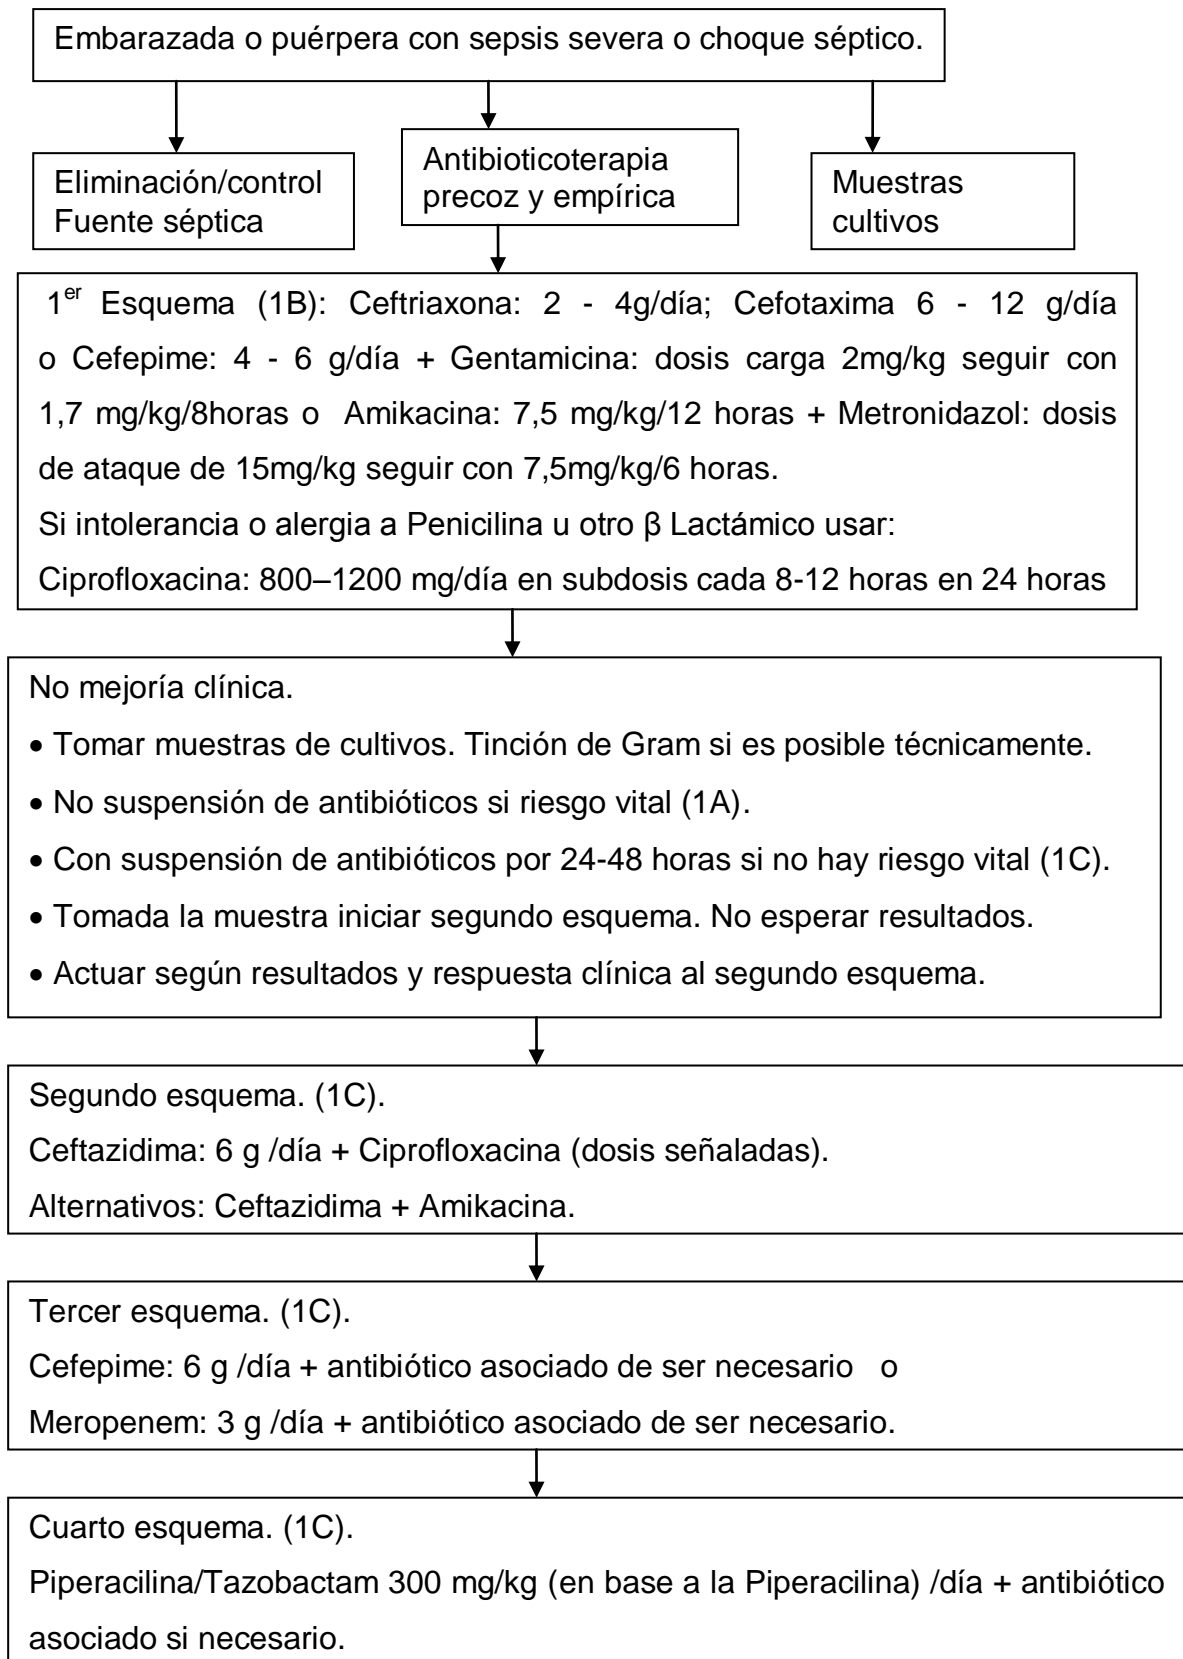 Embarazada o puérpera con sepsis severa o choque séptico.
Eliminación/control
Fuente séptica
Antibioticoterapia
precoz y empírica
Muestras
cultivos
1er Esquema (1B): Ceftriaxona: 2 - 4g/día; Cefotaxima 6 - 12 g/día
o Cefepime: 4 - 6 g/día + Gentamicina: dosis carga 2mg/kg seguir con
1,7 mg/kg/8horas o Amikacina: 7,5 mg/kg/12 horas + Metronidazol: dosis
de ataque de 15mg/kg seguir con 7,5mg/kg/6 horas.
Si intolerancia o alergia a Penicilina u otro β Lactámico usar:
Ciprofloxacina: 800–1200 mg/día en subdosis cada 8-12 horas en 24 horas
No mejoría clínica.
• Tomar muestras de cultivos. Tinción de Gram si es posible técnicamente.
• No suspensión de antibióticos si riesgo vital (1A).
• Con suspensión de antibióticos por 24-48 horas si no hay riesgo vital (1C).
• Tomada la muestra iniciar segundo esquema. No esperar resultados.
• Actuar según resultados y respuesta clínica al segundo esquema.
Segundo esquema. (1C).
Ceftazidima: 6 g /día + Ciprofloxacina (dosis señaladas).
Alternativos: Ceftazidima + Amikacina.
Tercer esquema. (1C).
Cefepime: 6 g /día + antibiótico asociado de ser necesario o
Meropenem: 3 g /día + antibiótico asociado de ser necesario.
Cuarto esquema. (1C).
Piperacilina/Tazobactam 300 mg/kg (en base a la Piperacilina) /día + antibiótico
asociado si necesario.